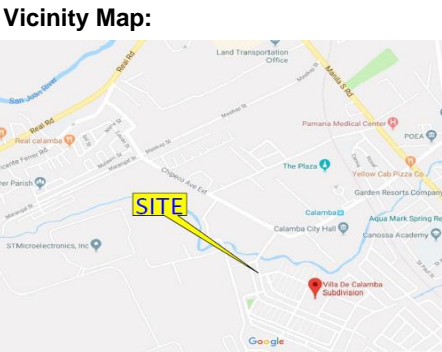 Vicinity Map:
Land Transportation
Office
Real Rd
Manila S Rd
San Juan River
Real Rd
Real calamba
Pamana Medical Center
POEA
Chipeco Ave Ext
The Plaza
Yellow Cab Pizza Co
Garden Resorts Company
SITE
Calamba
Aqua Mark Spring Re
Calamba City Hall
Canossa Academy
STMicroelectronics, Inc
Villa De Calamba
Subdivision
Google